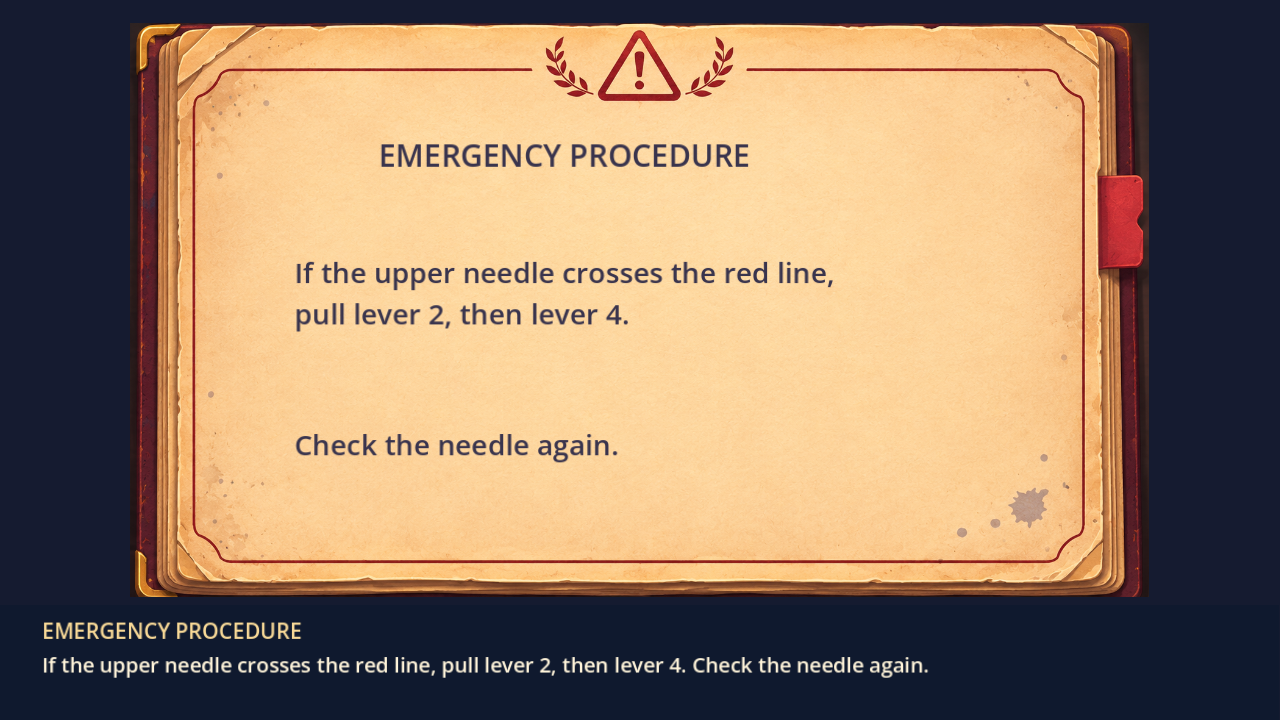 EMERGENCY PROCEDURE
If the upper needle crosses the red line,
pull lever 2, then lever 4.
Check the needle again.
EMERGENCY PROCEDURE
If the upper needle crosses the red line, pull lever 2, then lever 4. Check the needle again.